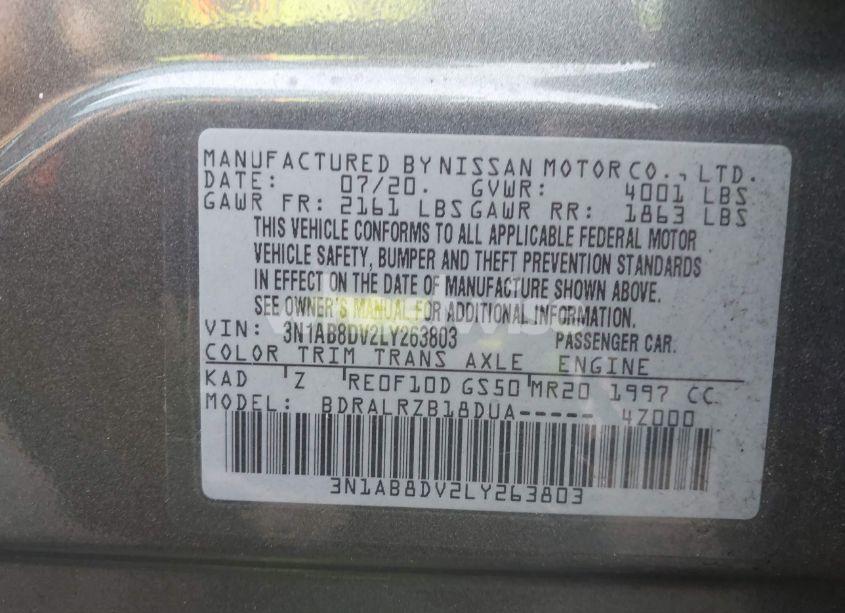 MANUFACTURED BY NISSAN MOTOR CO., LTD.
DATE: 07/20. GVWR: 4001 LBS
GAWR FR: 2161 LBS GAWR RR: 1863 LBS
THIS VEHICLE CONFORMS TO ALL APPLICABLE FEDERAL MOTOR
VEHICLE SAFETY, BUMPER AND THEFT PREVENTION STANDARDS
IN EFFECT ON THE DATE OF MANUFACTURE SHOWN ABOVE.
SEE OWNER'S MANUAL FOR ADDITIONAL INFORMATION.
VIN: 3N1AB8DV2LY263803 PASSENGER CAR.
COLOR TRIM TRANS AXLE ENGINE
KAD Z RE0F10D GS50 MR20 1997 CC
MODEL: BDRALRZB18DUA----- 4Z000
3N1AB8DV2LY263803